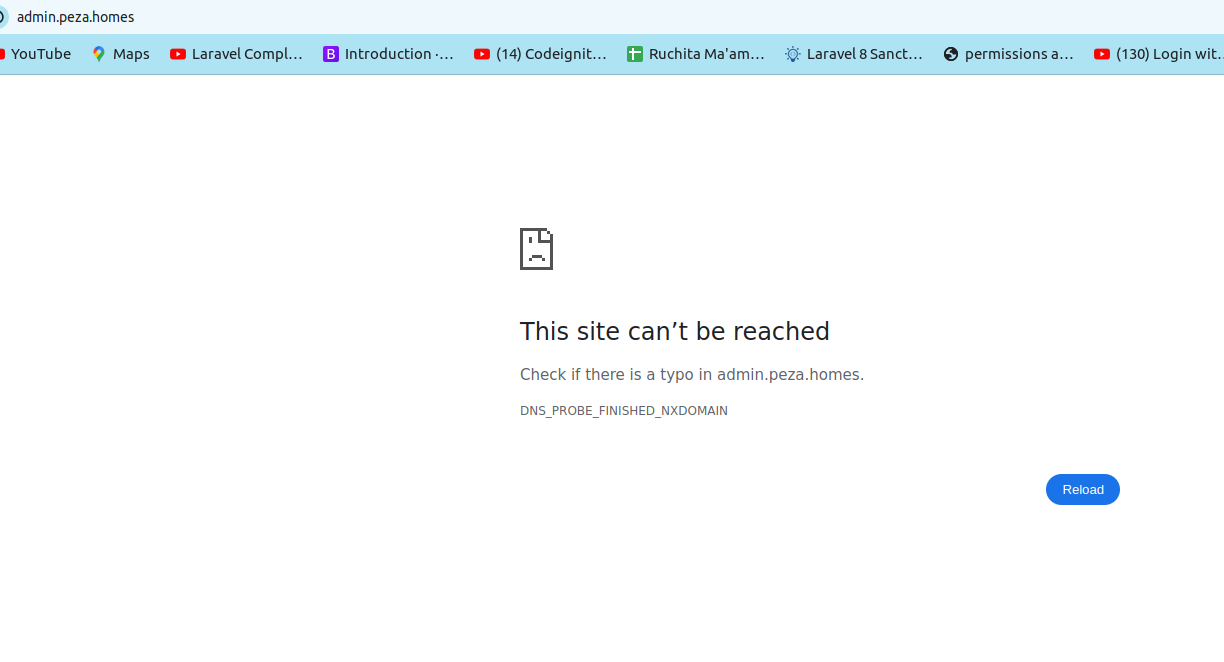 admin.peza.homes
YouTube Maps Laravel Compl... Introduction ·... (14) Codeignit... Ruchita Ma'am... Laravel 8 Sanct... permissions a... (130) Login wit...
This site can’t be reached
Check if there is a typo in admin.peza.homes.
DNS_PROBE_FINISHED_NXDOMAIN
Reload